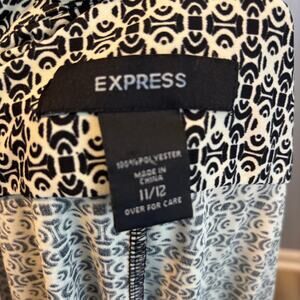 EXPRESS
100% POLYESTER
MADE IN
CHINA
11/12
OVER FOR CARE